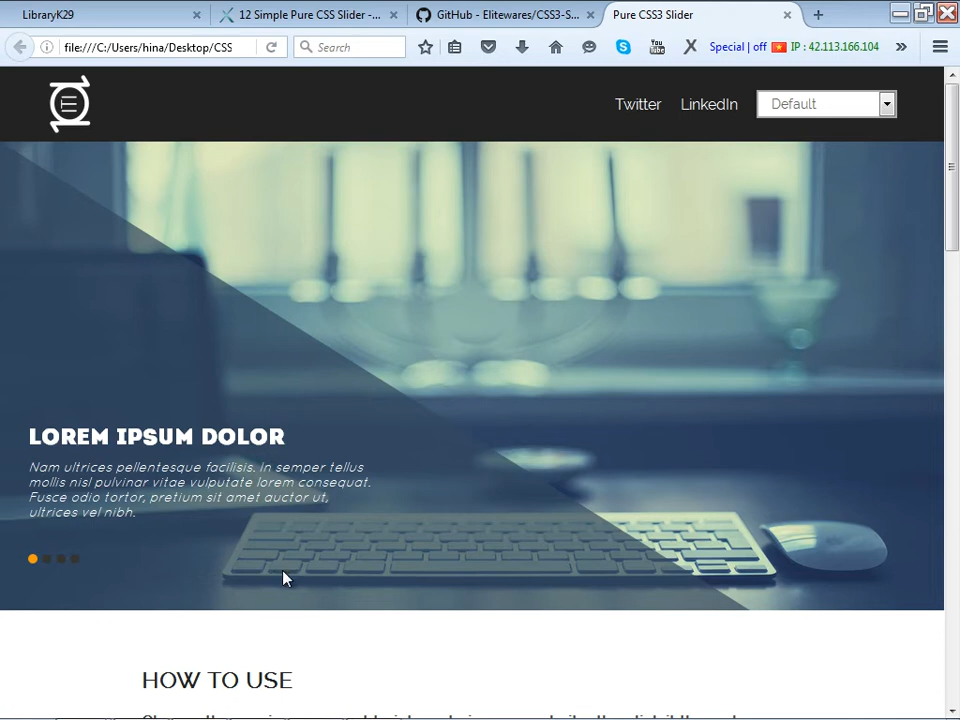 LibraryK29
12 Simple Pure CSS Slider -...
GitHub - Elitewares/CSS3-S...
Pure CSS3 Slider
file:///C:/Users/hina/Desktop/CSS
Search
You Tube
Special | off
IP : 42.113.166.104
Twitter
LinkedIn
Default
LOREM IPSUM DOLOR
Nam ultrices pellentesque facilisis. In semper tellus
mollis nisl pulvinar vitae vulputate lorem consequat.
Fusce odio tortor, pretium sit amet auctor ut,
ultrices vel nibh.
HOW TO USE